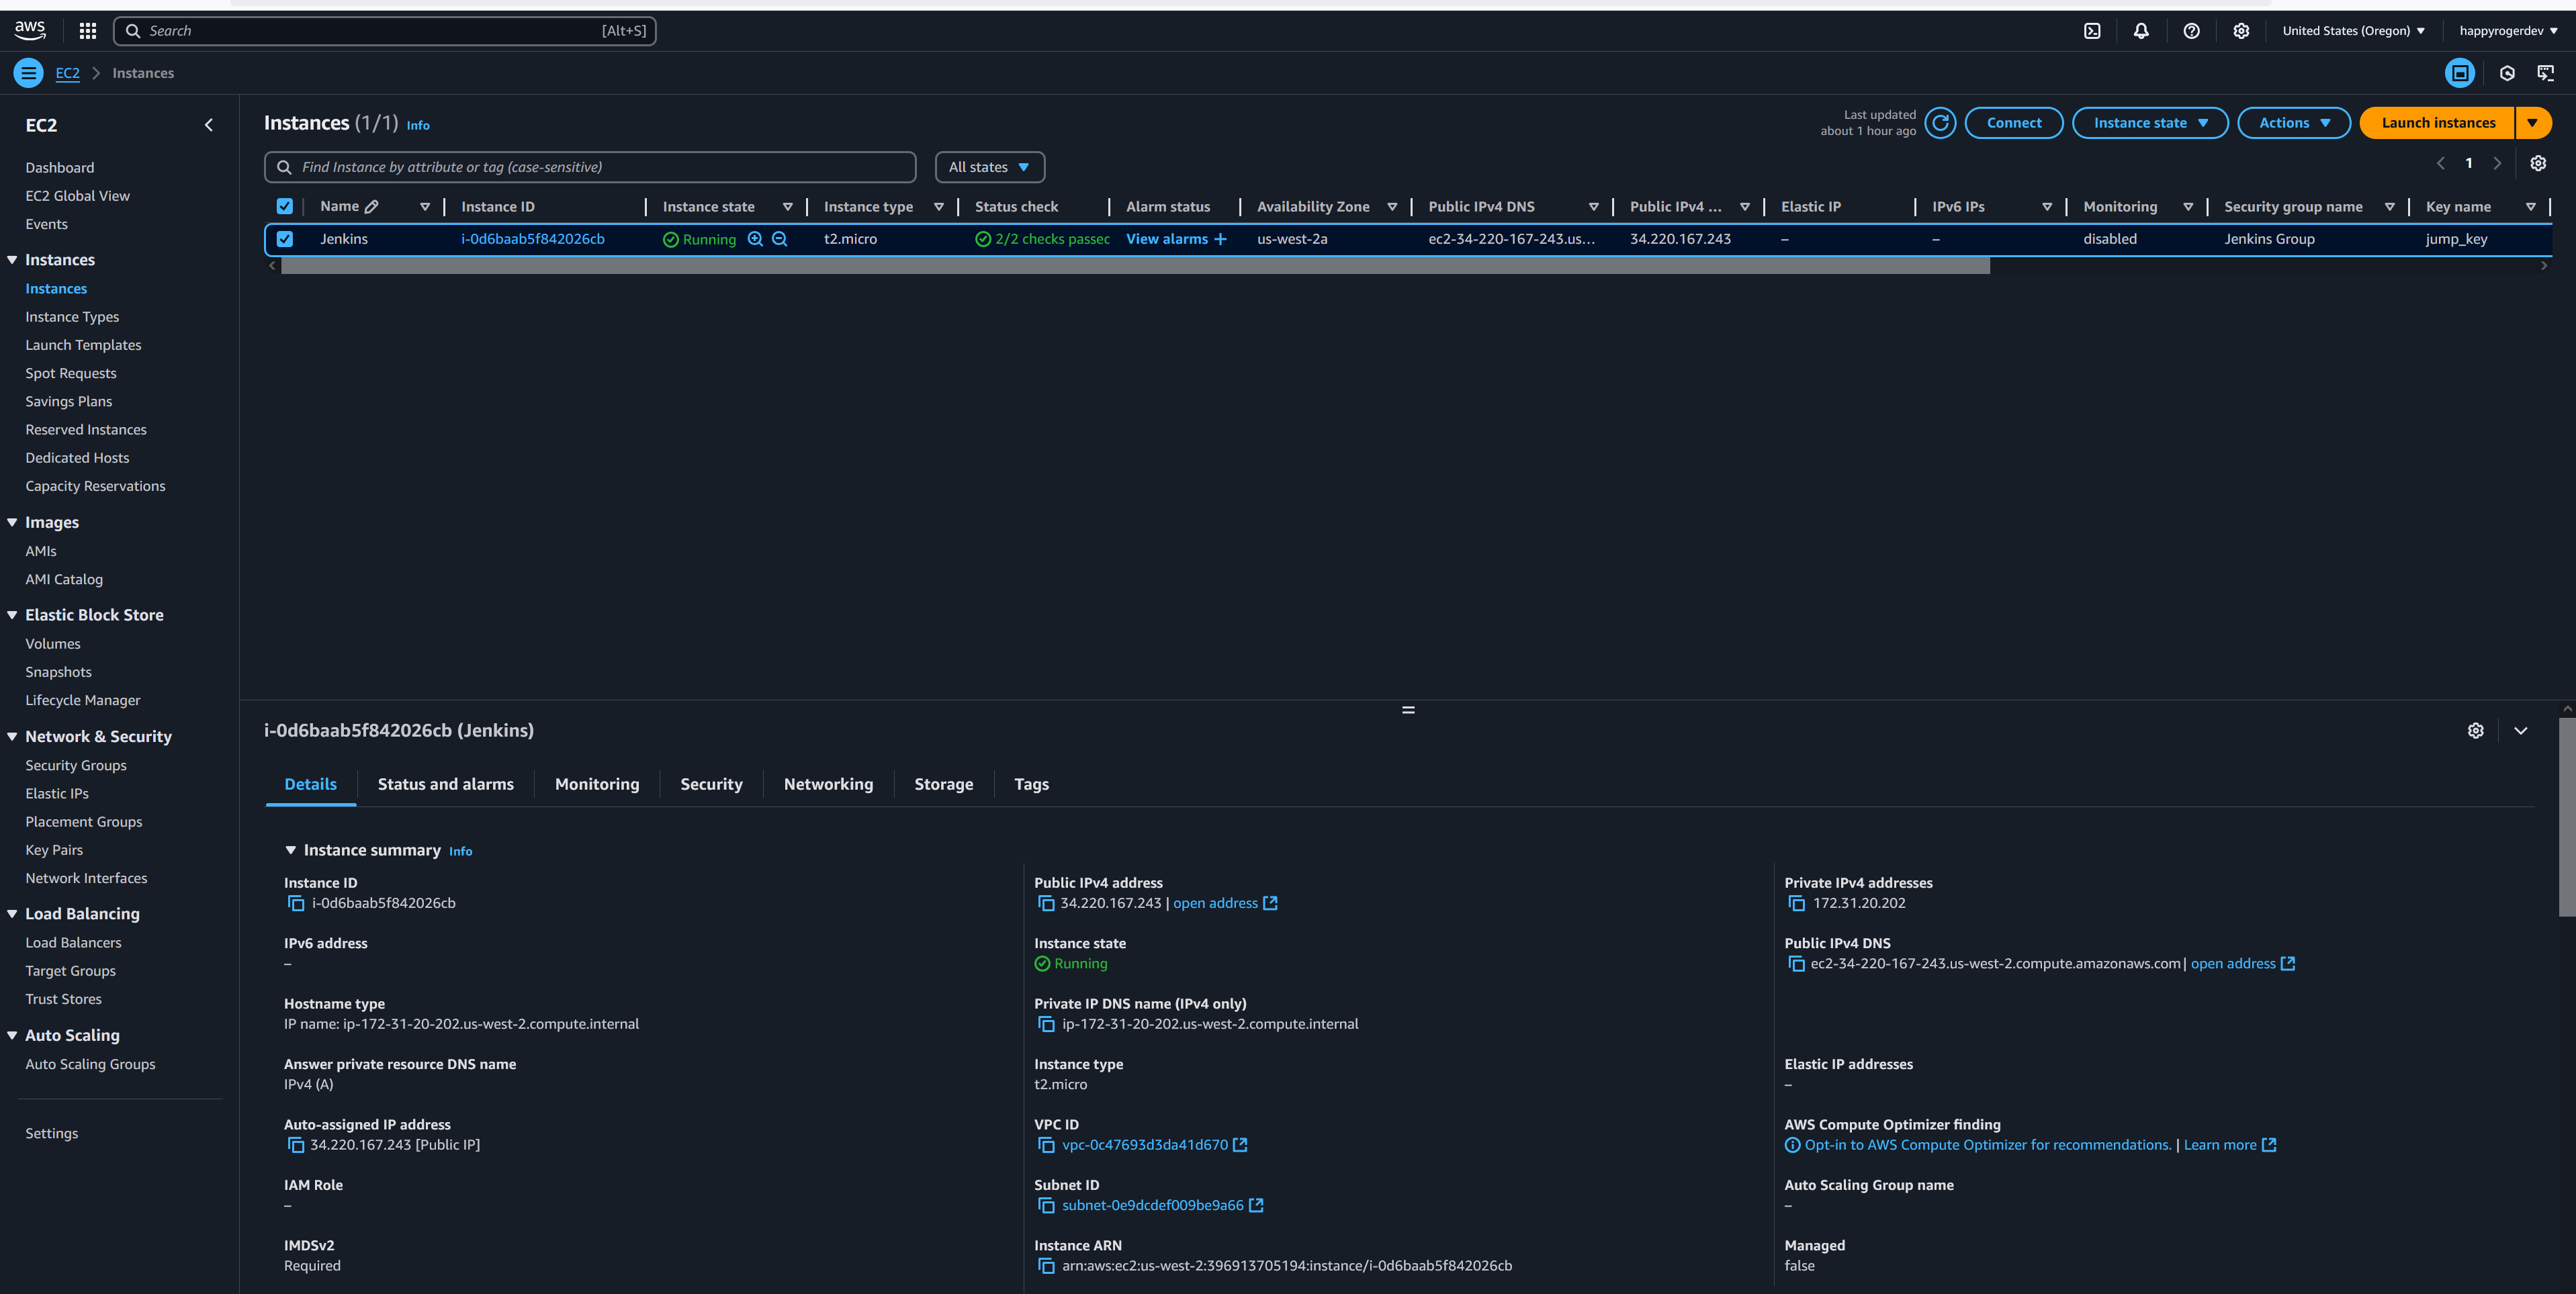 aws
Search [Alt+S]
United States (Oregon)
happyrogerdev
EC2 Instances
EC2
Dashboard
EC2 Global View
Events
Instances
Instances
Instance Types
Launch Templates
Spot Requests
Savings Plans
Reserved Instances
Dedicated Hosts
Capacity Reservations
Images
AMIs
AMI Catalog
Elastic Block Store
Volumes
Snapshots
Lifecycle Manager
Network & Security
Security Groups
Elastic IPs
Placement Groups
Key Pairs
Network Interfaces
Load Balancing
Load Balancers
Target Groups
Trust Stores
Auto Scaling
Auto Scaling Groups
Settings
Instances (1/1) Info
Last updated
about 1 hour ago
Connect
Instance state
Actions
Launch instances
Find Instance by attribute or tag (case-sensitive)
All states
1
Name Instance ID Instance state Instance type Status check Alarm status Availability Zone Public IPv4 DNS Public IPv4 ... Elastic IP IPv6 IPs Monitoring Security group name Key name
Jenkins i-0d6baab5f842026cb Running t2.micro 2/2 checks passec View alarms + us-west-2a ec2-34-220-167-243.us... 34.220.167.243 – – disabled Jenkins Group jump_key
i-0d6baab5f842026cb (Jenkins)
Details Status and alarms Monitoring Security Networking Storage Tags
Instance summary Info
Instance ID
i-0d6baab5f842026cb
Public IPv4 address
34.220.167.243 | open address
Private IPv4 addresses
172.31.20.202
IPv6 address
–
Instance state
Running
Public IPv4 DNS
ec2-34-220-167-243.us-west-2.compute.amazonaws.com | open address
Hostname type
IP name: ip-172-31-20-202.us-west-2.compute.internal
Private IP DNS name (IPv4 only)
ip-172-31-20-202.us-west-2.compute.internal
Answer private resource DNS name
IPv4 (A)
Instance type
t2.micro
Elastic IP addresses
–
Auto-assigned IP address
34.220.167.243 [Public IP]
VPC ID
vpc-0c47693d3da41d670
AWS Compute Optimizer finding
Opt-in to AWS Compute Optimizer for recommendations. | Learn more
IAM Role
–
Subnet ID
subnet-0e9dcdef009be9a66
Auto Scaling Group name
–
IMDSv2
Required
Instance ARN
arn:aws:ec2:us-west-2:396913705194:instance/i-0d6baab5f842026cb
Managed
false